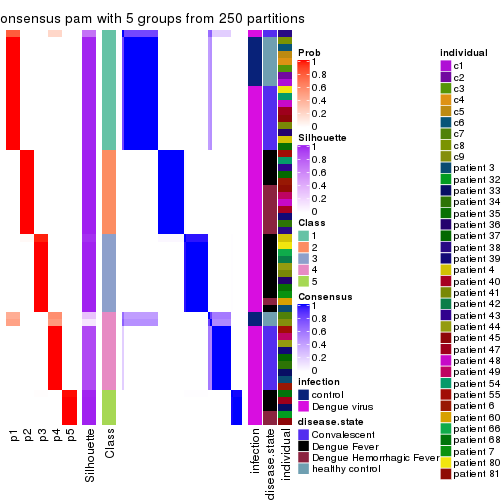 onsensus pam with 5 groups from 250 partitions
p1
p2
p3
p4
p5
Silhouette
Class
infection
disease.state
individual
Prob
1
0.8
0.6
0.4
0.2
0
Silhouette
1
0.8
0.6
0.4
0.2
0
Class
1
2
3
4
5
Consensus
1
0.8
0.6
0.4
0.2
0
infection
control
Dengue virus
disease.state
Convalescent
Dengue Fever
Dengue Hemorrhagic Fever
healthy control
individual
c1
c2
c3
c4
c5
c6
c7
c8
c9
patient 3
patient 32
patient 33
patient 34
patient 35
patient 36
patient 37
patient 38
patient 39
patient 4
patient 40
patient 41
patient 42
patient 43
patient 44
patient 45
patient 47
patient 48
patient 49
patient 54
patient 55
patient 6
patient 60
patient 66
patient 68
patient 7
patient 80
patient 81